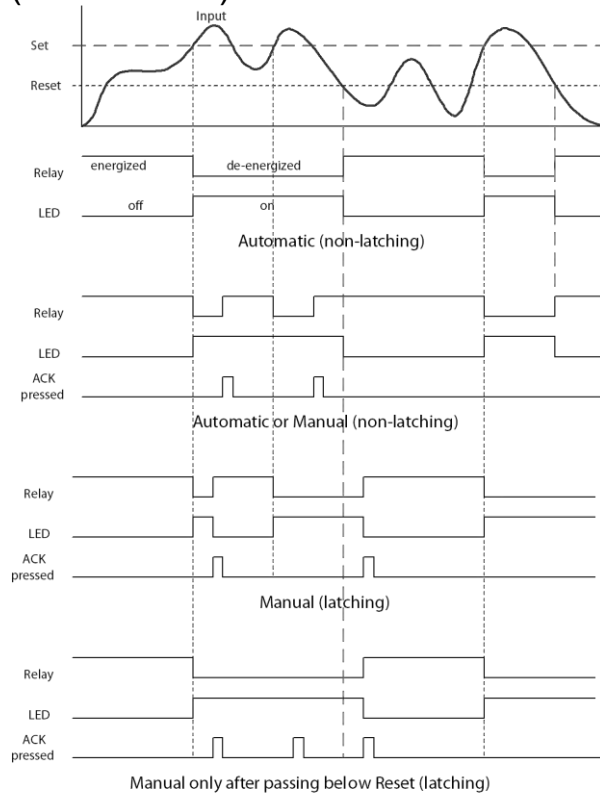 Input
Set
Reset
Relay energized de-energized
LED off on
Automatic (non-latching)
Relay
LED
ACK
pressed
Automatic or Manual (non-latching)
Relay
LED
ACK
pressed
Manual (latching)
Relay
LED
ACK
pressed
Manual only after passing below Reset (latching)